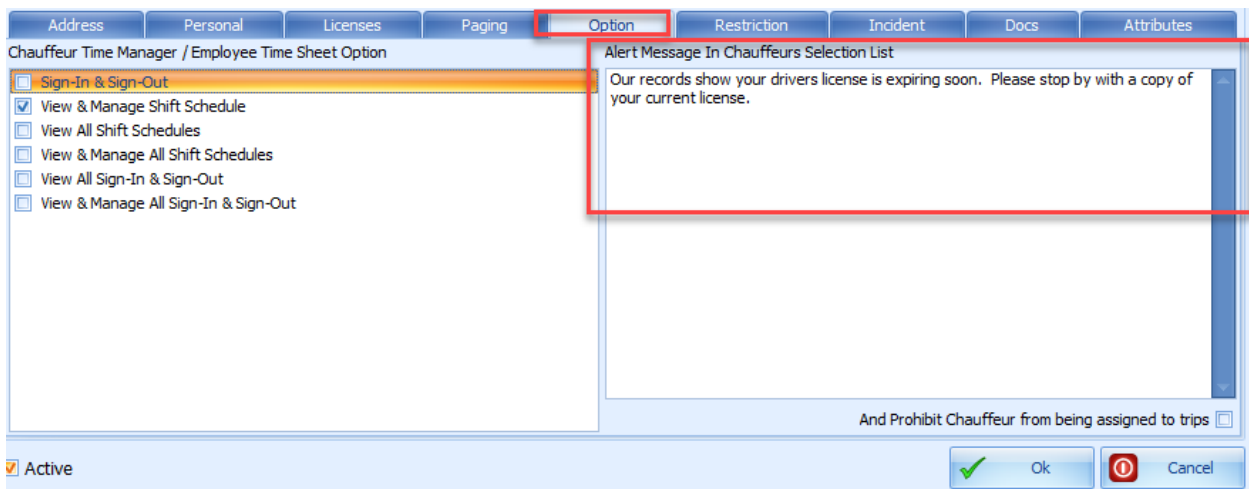 Address Personal Licenses Paging Option Restriction Incident Docs Attributes
Chauffeur Time Manager / Employee Time Sheet Option
Sign-In & Sign-Out
View & Manage Shift Schedule
View All Shift Schedules
View & Manage All Shift Schedules
View All Sign-In & Sign-Out
View & Manage All Sign-In & Sign-Out
Alert Message In Chauffeurs Selection List
Our records show your drivers license is expiring soon.  Please stop by with a copy of
your current license.
And Prohibit Chauffeur from being assigned to trips
Active
Ok
Cancel